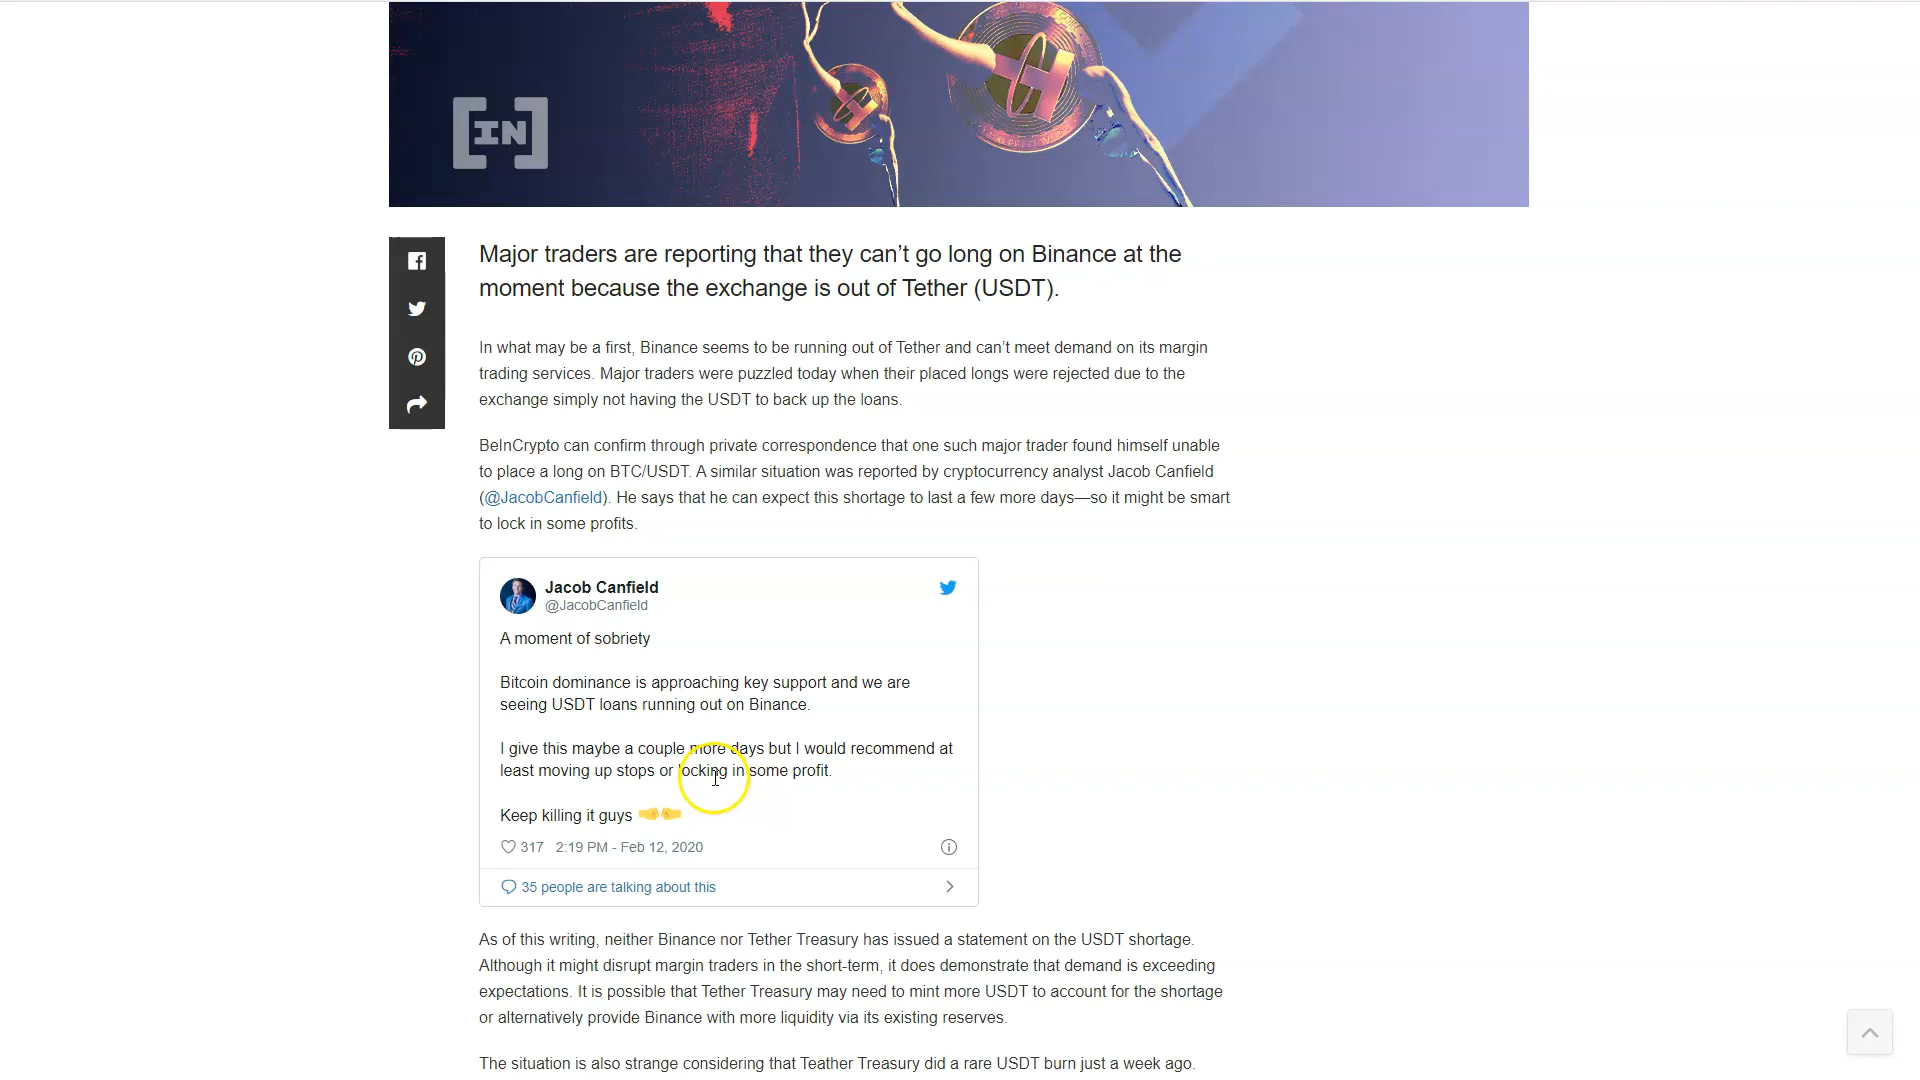 [IN]
Major traders are reporting that they can’t go long on Binance at the
moment because the exchange is out of Tether (USDT).
In what may be a first, Binance seems to be running out of Tether and can’t meet demand on its margin
trading services. Major traders were puzzled today when their placed longs were rejected due to the
exchange simply not having the USDT to back up the loans.
BeInCrypto can confirm through private correspondence that one such major trader found himself unable
to place a long on BTC/USDT. A similar situation was reported by cryptocurrency analyst Jacob Canfield
(@JacobCanfield). He says that he can expect this shortage to last a few more days—so it might be smart
to lock in some profits.
Jacob Canfield
@JacobCanfield
A moment of sobriety
Bitcoin dominance is approaching key support and we are
seeing USDT loans running out on Binance.
I give this maybe a couple more days but I would recommend at
least moving up stops or locking in some profit.
Keep killing it guys 🤜🤛
317 2:19 PM - Feb 12, 2020
35 people are talking about this
As of this writing, neither Binance nor Tether Treasury has issued a statement on the USDT shortage.
Although it might disrupt margin traders in the short-term, it does demonstrate that demand is exceeding
expectations. It is possible that Tether Treasury may need to mint more USDT to account for the shortage
or alternatively provide Binance with more liquidity via its existing reserves.
The situation is also strange considering that Teather Treasury did a rare USDT burn just a week ago.